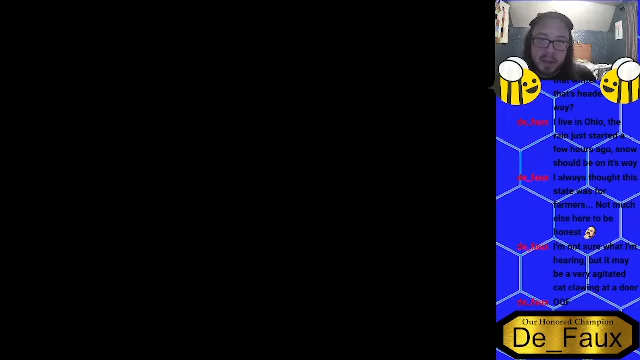 that's heade
way?
de_faux I live in Ohio, the
rain just started a
few hours ago, snow
should be on it's way
de_faux I always thought this
state was for
farmers... Not much
else here to be
honest
de_faux I'm not sure what I'm
hearing, but it may
be a very agitated
cat clawing at a door
de_faux OOF
Our Honored Champion
De_Faux